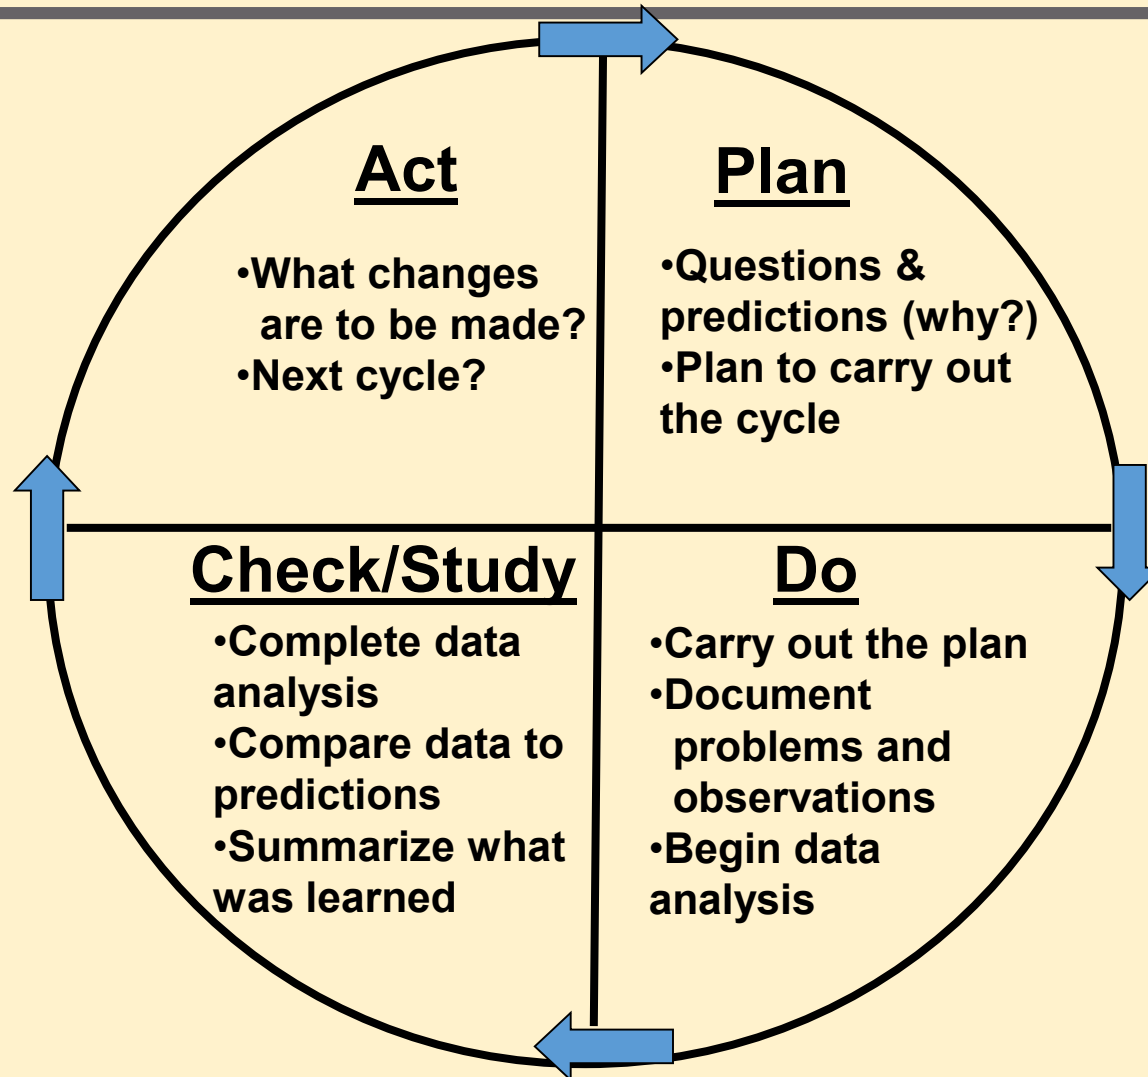 Act
•What changes
are to be made?
•Next cycle?
Plan
•Questions &
predictions (why?)
•Plan to carry out
the cycle
Check/Study
•Complete data
analysis
•Compare data to
predictions
•Summarize what
was learned
Do
•Carry out the plan
•Document
problems and
observations
•Begin data
analysis